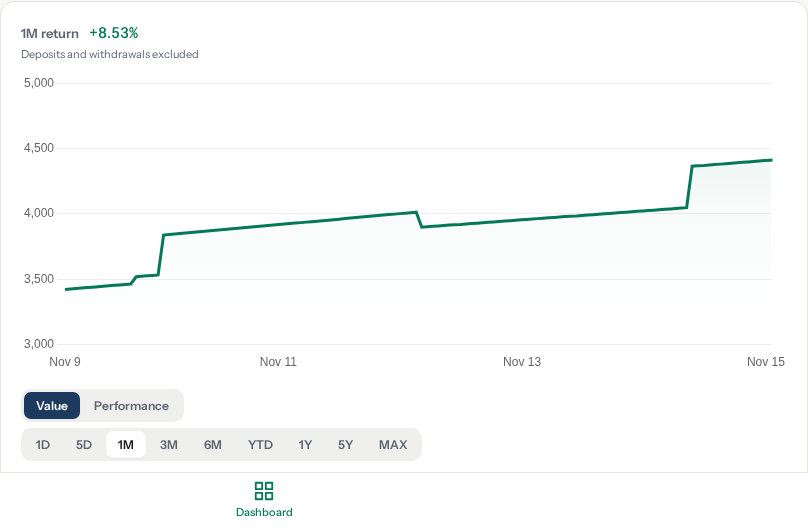 1M return +8.53%
Deposits and withdrawals excluded
5,000
4,500
4,000
3,500
3,000
Nov 9 Nov 11 Nov 13 Nov 15
Value Performance
1D 5D 1M 3M 6M YTD 1Y 5Y MAX
Dashboard